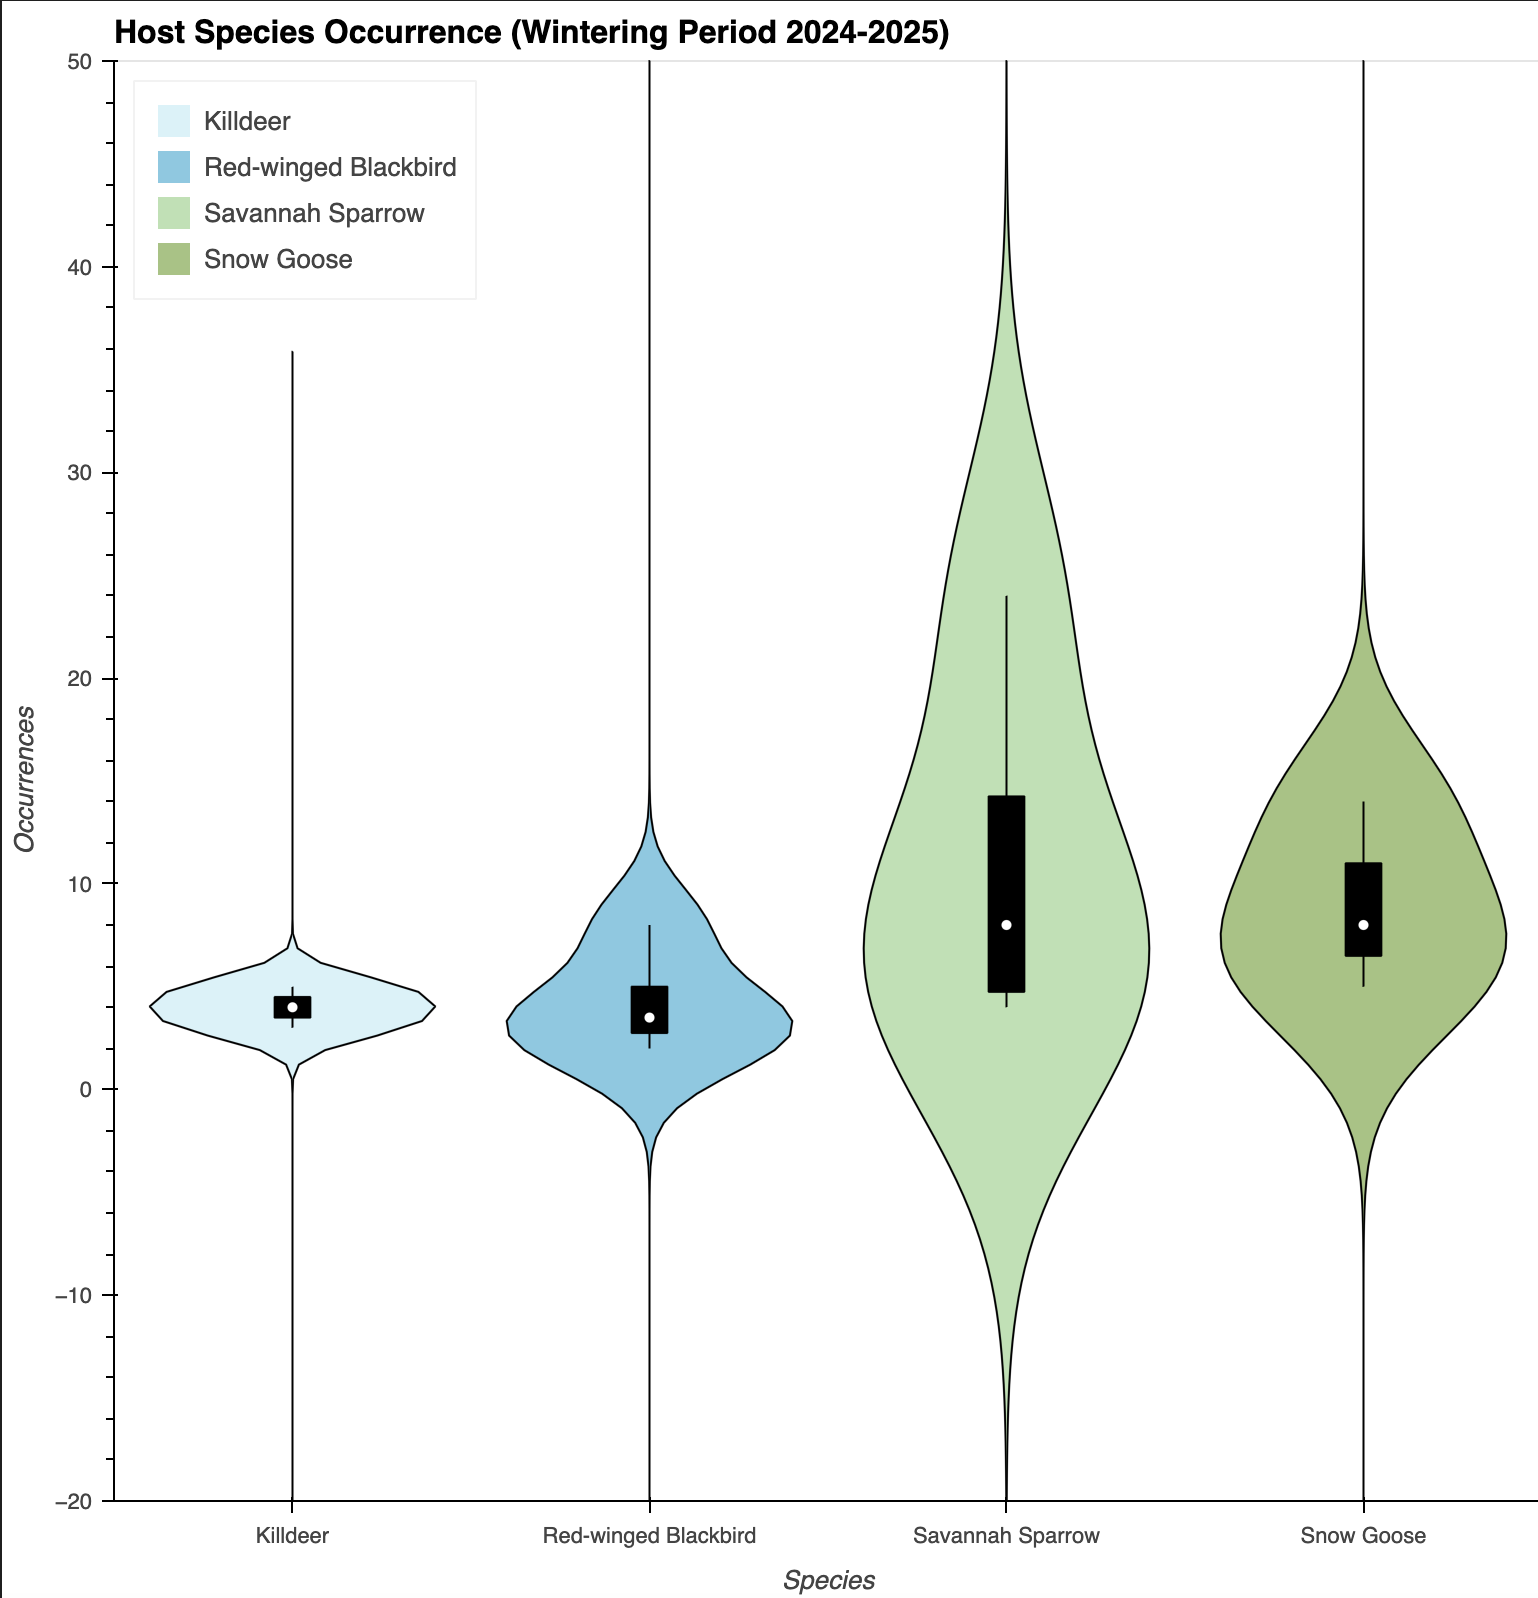 Host Species Occurrence (Wintering Period 2024-2025)
50
Killdeer
Red-winged Blackbird
Savannah Sparrow
Snow Goose
40
30
20
10
0
−10
−20
Occurrences
Killdeer Red-winged Blackbird Savannah Sparrow Snow Goose
Species